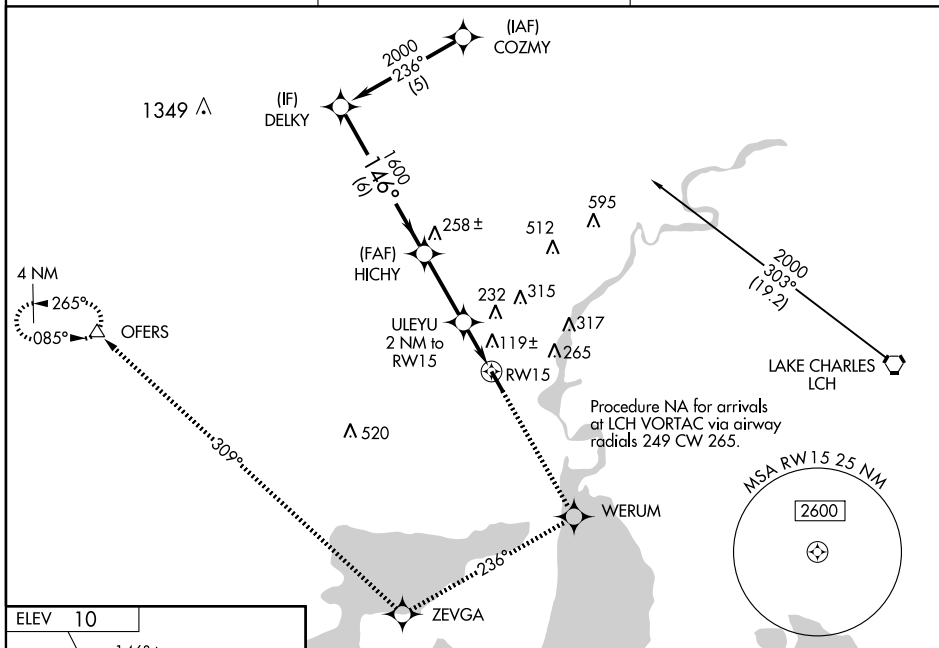 (IAF)
COZMY
2000
236°
(5)
(IF)
DELKY
1349
1600
146°
(6)
595
258 ±
512
(FAF)
HICHY
2000
303°
(19.2)
4 NM
265°
085°
OFERS
232
315
ULEYU
2 NM to
RW15
317
119±
265
RW15
LAKE CHARLES
LCH
Procedure NA for arrivals
at LCH VORTAC via airway
radials 249 CW 265.
520
309°
MSA RW15 25 NM
2600
WERUM
236°
ZEVGA
ELEV 10